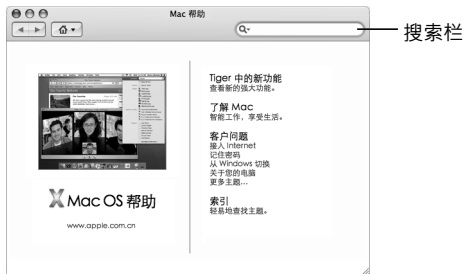 Mac 帮助
搜索栏
Tiger 中的新功能
查看新的强大功能。
了解 Mac
智能工作，享受生活。
客户问题
接入 Internet
记住密码
从 Windows 切换
关于您的电脑
更多主题...
索引
轻易地查找主题。
Mac OS 帮助
www.apple.com.cn